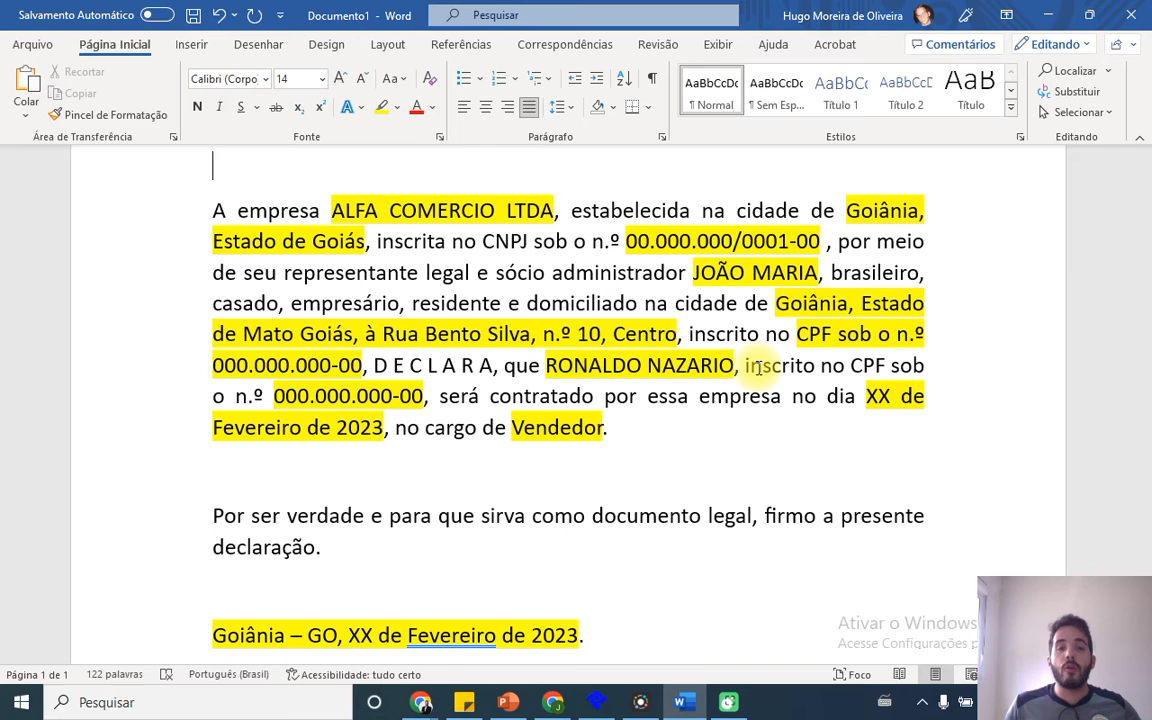 Salvamento Automático
Documento1 - Word
Pesquisar
Hugo Moreira de Oliveira
Arquivo
Página Inicial
Inserir
Desenhar
Design
Layout
Referências
Correspondências
Revisão
Exibir
Ajuda
Acrobat
Comentários
Editando
Colar
Recortar
Copiar
Pincel de Formatação
Área de Transferência
Calibri (Corpo
14
Fonte
Parágrafo
AaBbCcDc
¶ Normal
AaBbCcDc
¶ Sem Esp...
AaBbCc
Título 1
AaBbCcD
Título 2
AaB
Título
Estilos
Localizar
Substituir
Selecionar
Editando
A empresa ALFA COMERCIO LTDA, estabelecida na cidade de Goiânia,
Estado de Goiás, inscrita no CNPJ sob o n.º 00.000.000/0001-00 , por meio
de seu representante legal e sócio administrador JOÃO MARIA, brasileiro,
casado, empresário, residente e domiciliado na cidade de Goiânia, Estado
de Mato Goiás, à Rua Bento Silva, n.º 10, Centro, inscrito no CPF sob o n.º
000.000.000-00, D E C L A R A, que RONALDO NAZARIO, inscrito no CPF sob
o n.º 000.000.000-00, será contratado por essa empresa no dia XX de
Fevereiro de 2023, no cargo de Vendedor.
Por ser verdade e para que sirva como documento legal, firmo a presente
declaração.
Goiânia – GO, XX de Fevereiro de 2023.
Ativar o Windows
Acesse Configurações p
Página 1 de 1
122 palavras
Português (Brasil)
Acessibilidade: tudo certo
Foco
Pesquisar